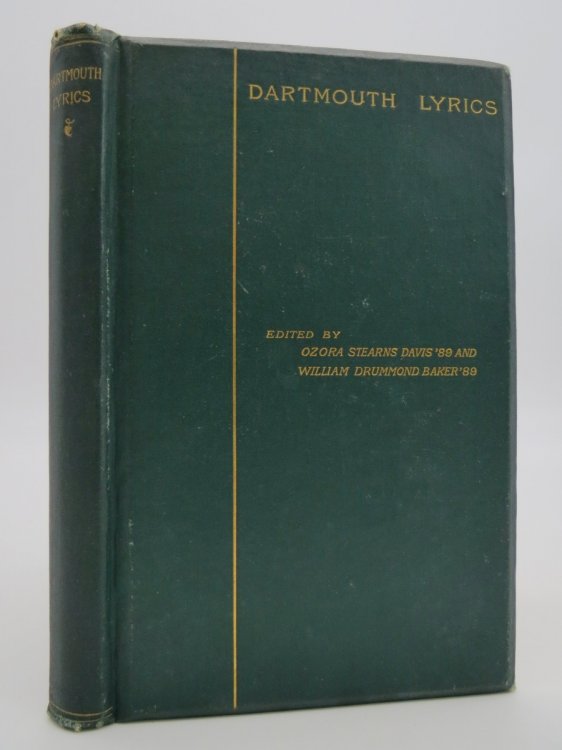 DARTMOUTH
LYRICS
DARTMOUTH LYRICS
EDITED BY
OZORA STEARNS DAVIS '89 AND
WILLIAM DRUMMOND BAKER '89